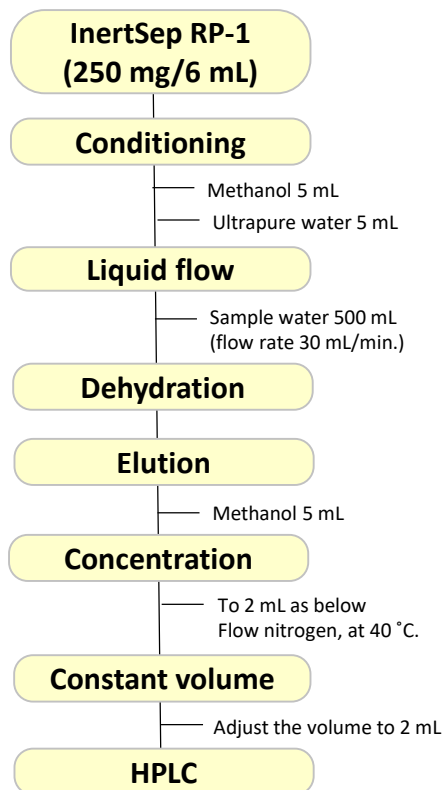 InertSep RP-1
(250 mg/6 mL)
Conditioning
Methanol 5 mL
Ultrapure water 5 mL
Liquid flow
Sample water 500 mL
(flow rate 30 mL/min.)
Dehydration
Elution
Methanol 5 mL
Concentration
To 2 mL as below
Flow nitrogen, at 40 ˚C.
Constant volume
Adjust the volume to 2 mL
HPLC